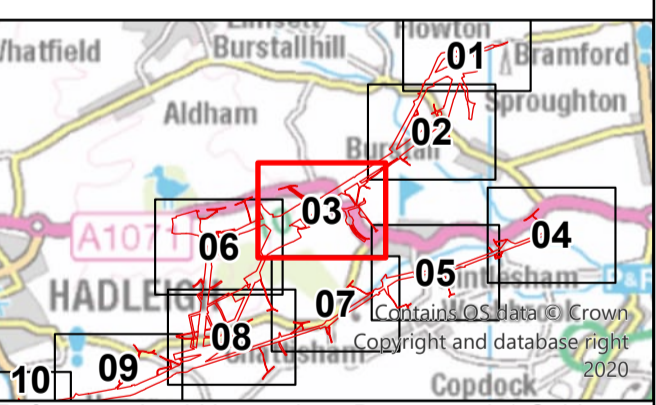 Flowton
Whatfield
Burstallhill
01
Bramford
Aldham
Sproughton
02
03
A1071
06
04
05
HADLEIG
07
Contains OS data © Crown
08
Copyright and database right
09
2020
10
Copdock